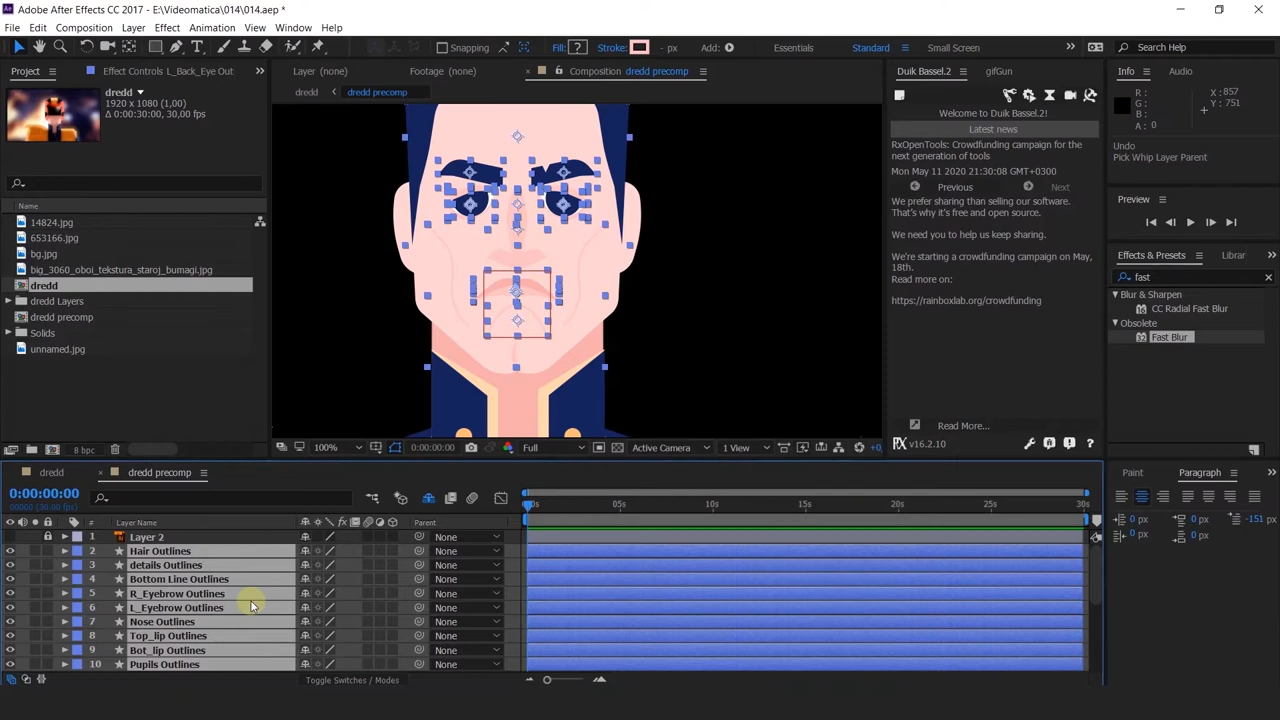 Adobe After Effects CC 2017 - E:\Videomatica\014\014.aep *
File Edit Composition Layer Effect Animation View Window Help
Snapping Fill: ? Stroke: - px Add: Essentials Standard Small Screen Search Help
Project Effect Controls L_Back_Eye Out Layer (none) Footage (none) Composition dredd precomp Duik Bassel.2 gifGun Info Audio
dredd
1920 x 1080 (1,00)
Δ 0:00:30:00, 30,00 fps
dredd dredd precomp
R :
G :
B :
A : 0
X : 857
Y : 751
Undo
Pick Whip Layer Parent
Welcome to Duik Bassel.2!
Latest news
RxOpenTools: Crowdfunding campaign for the
next generation of tools
Mon May 11 2020 21:30:08 GMT+0300
Previous Next
We prefer sharing than selling our software.
That's why it's free and open source.
We need you to help us keep sharing.
So, we're starting a crowdfunding campaign on May,
18th.
Read more on:
https://rainboxlab.org/crowdfunding
Read More...
v16.2.10
Preview
Effects & Presets Librar
fast
Blur & Sharpen
CC Radial Fast Blur
Obsolete
32 Fast Blur
Name
14824.jpg
653166.jpg
bg.jpg
big_3060_oboi_tekstura_staroj_bumagi.jpg
dredd
dredd Layers
dredd precomp
Solids
unnamed.jpg
8 bpc
100% 0:00:00:00 Full Active Camera 1 View +0,
dredd dredd precomp
0:00:00:00
00000 (30.00 fps)
:00s 05s 10s 15s 20s 25s 30s
# Layer Name fx Parent
1 Layer 2 None
2 Hair Outlines None
3 details Outlines None
4 Bottom Line Outlines None
5 R_Eyebrow Outlines None
6 L_Eyebrow Outlines None
7 Nose Outlines None
8 Top_lip Outlines None
9 Bot_lip Outlines None
10 Pupils Outlines None
Toggle Switches / Modes
Paint Paragraph
0 px 0 px -151 px
0 px 0 px